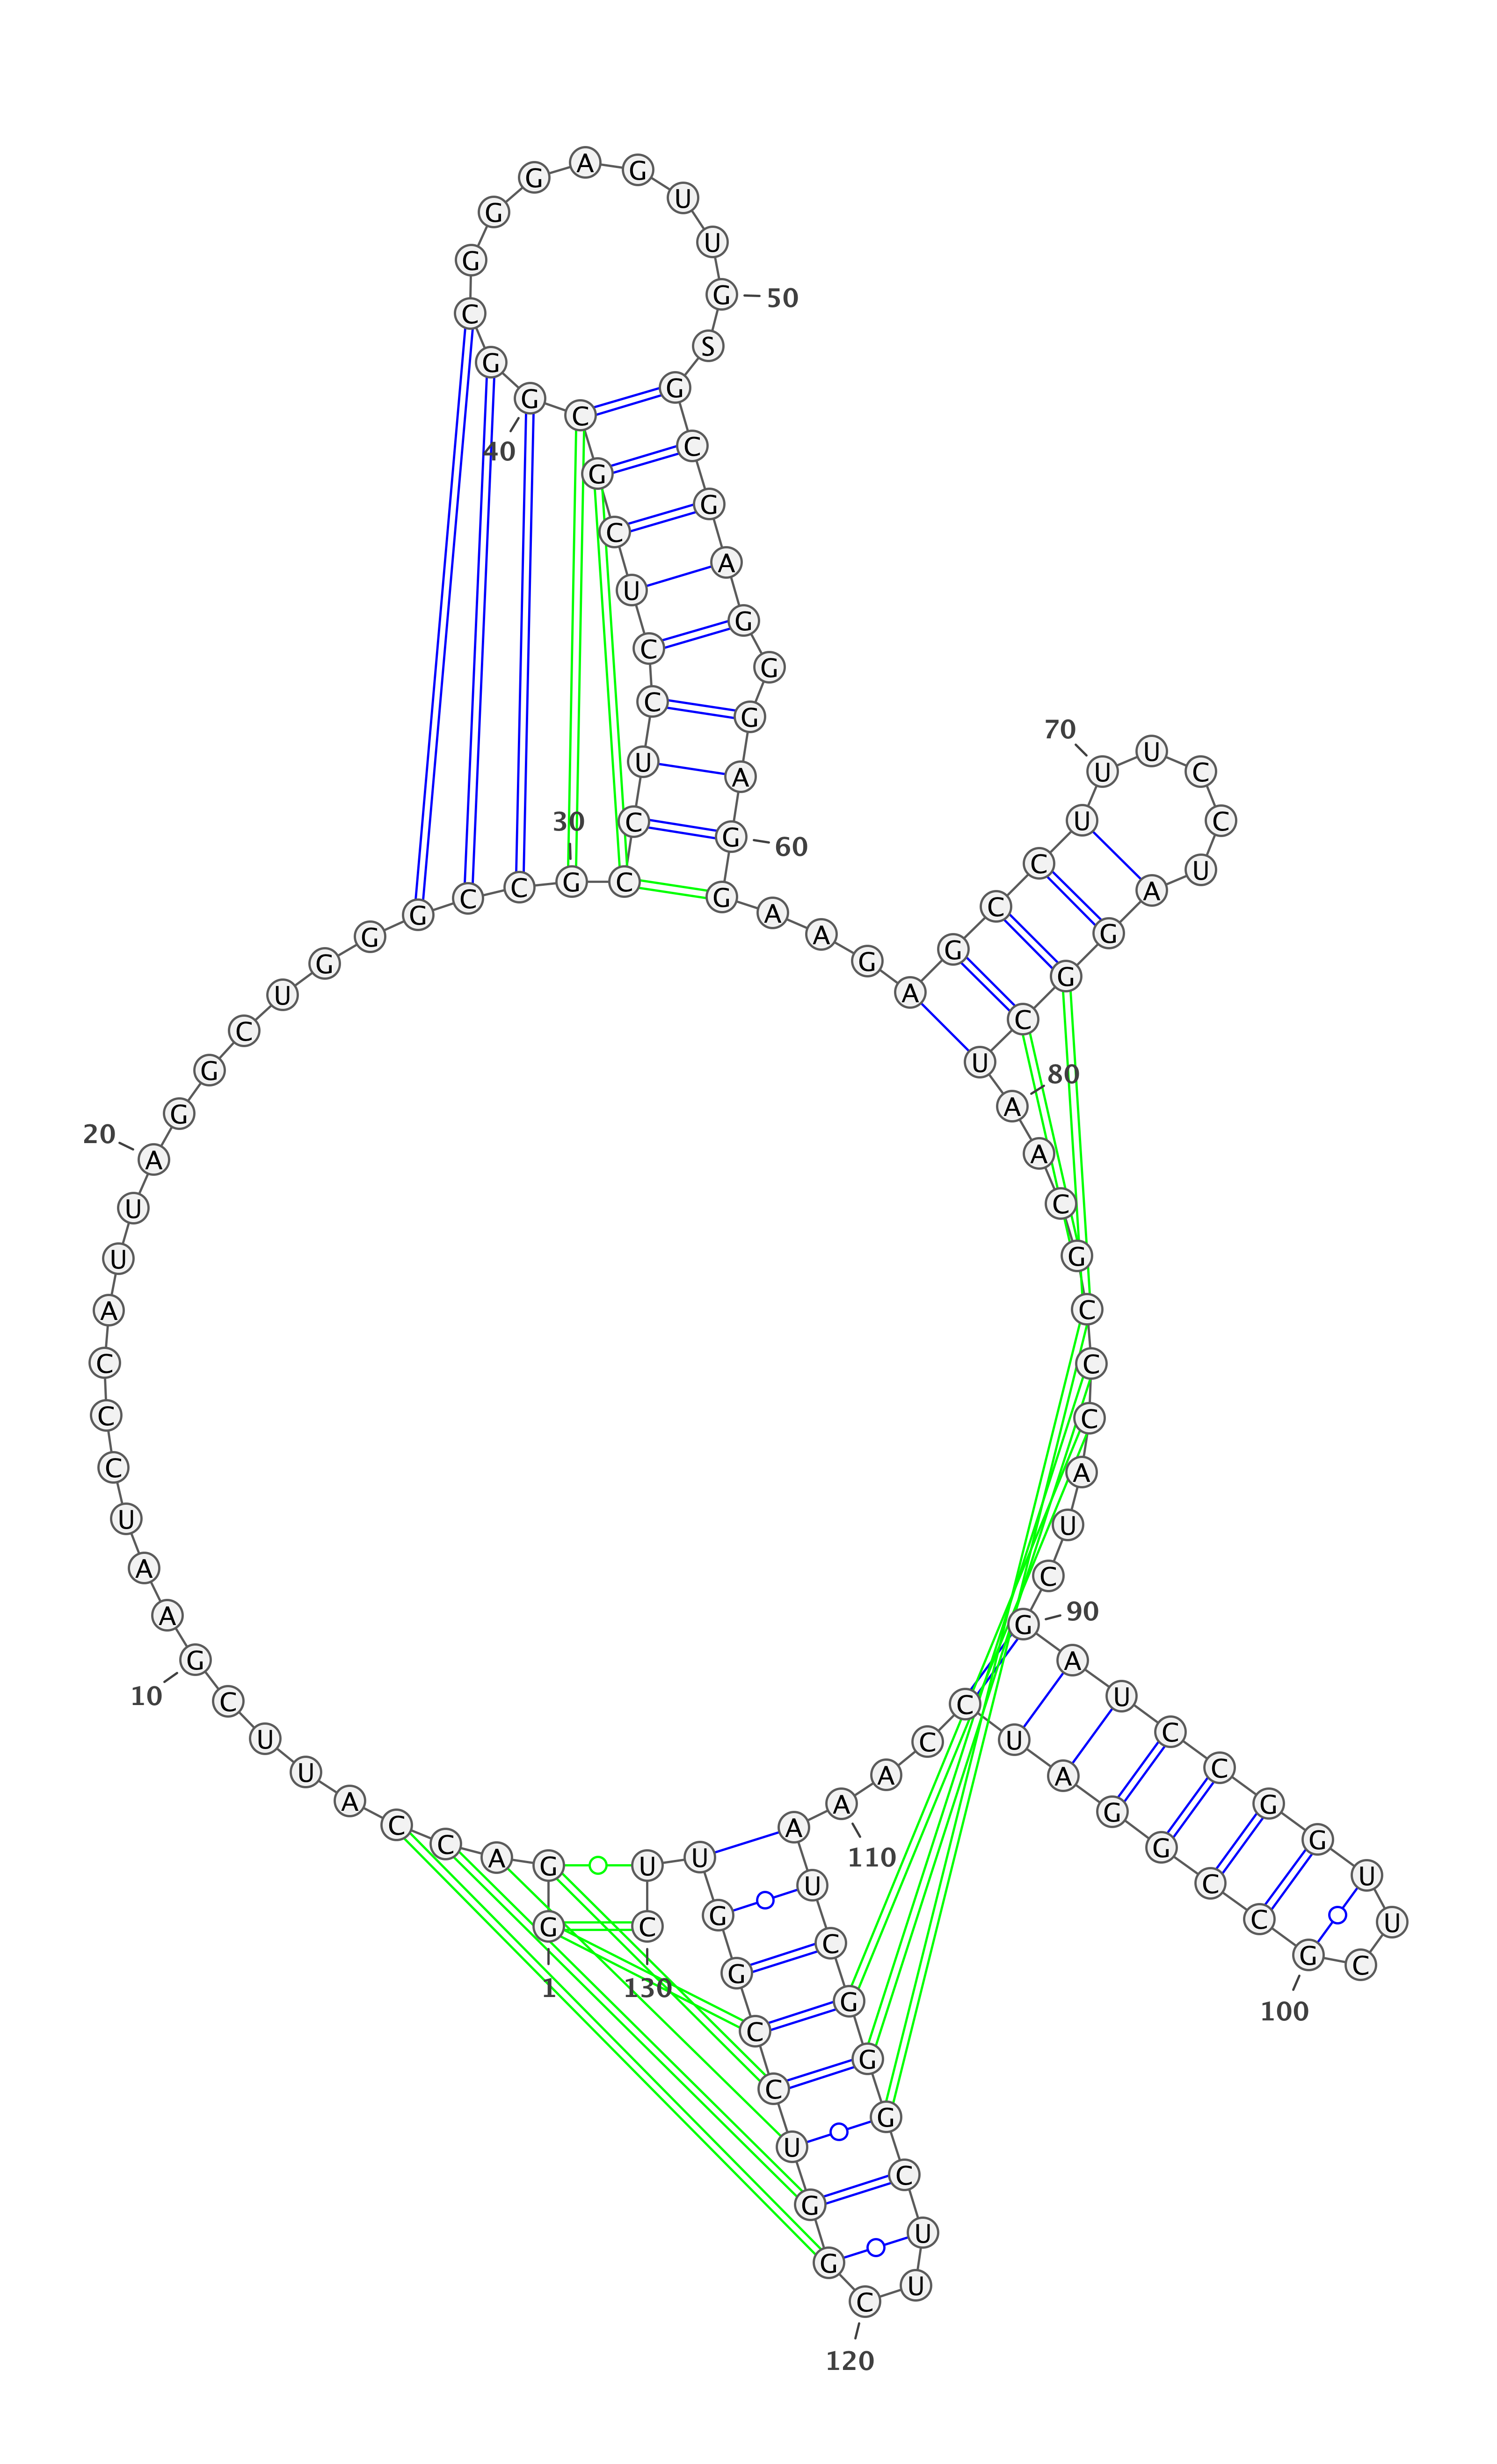 1
G G A C C A U U C G
10
A A U C C C A U U A
20
G G C U G G G C C G
30
C C U C C U C G C G
40
G C G G G A G U U G
50
S G C G A G G G A G
60
G A A G A G C C U U
70
U C C U A G G C U A
80
A C G C C C A U C G
90
A U C C G G U U C G
100
C C G G A U C C A A
110
A U C G G G C U U C
120
G G U C C G G U U C
130